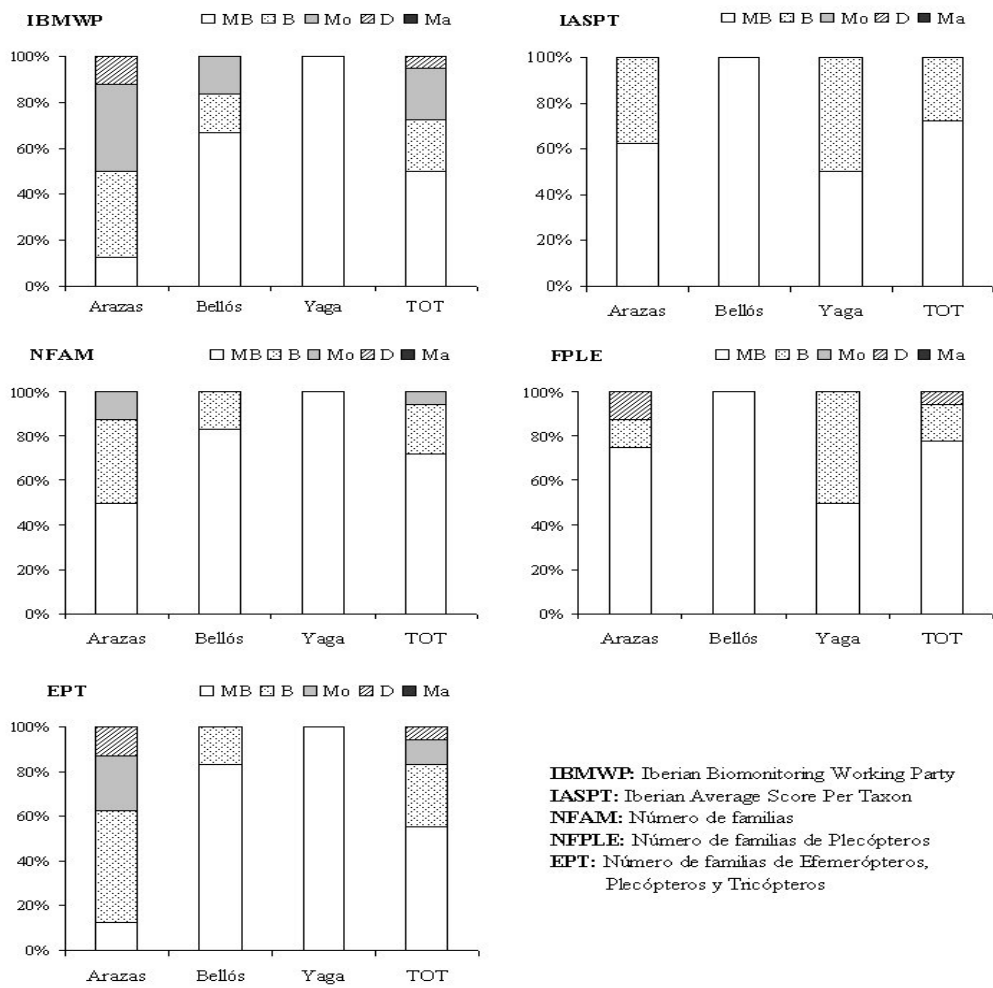 IBMWP MB B Mo D Ma
100%
80%
60%
40%
20%
0%
Arazas Bellós Yaga TOT
IASPT MB B Mo D Ma
100%
80%
60%
40%
20%
0%
Arazas Bellós Yaga TOT
NFAM MB B Mo D Ma
100%
80%
60%
40%
20%
0%
Arazas Bellós Yaga TOT
FPLE MB B Mo D Ma
100%
80%
60%
40%
20%
0%
Arazas Bellós Yaga TOT
EPT MB B Mo D Ma
100%
80%
60%
40%
20%
0%
Arazas Bellós Yaga TOT
IBMWP: Iberian Biomonitoring Working Party
IASPT: Iberian Average Score Per Taxon
NFAM: Número de familias
NFPLE: Número de familias de Plecópteros
EPT: Número de familias de Efemerópteros,
Plecópteros y Tricópteros